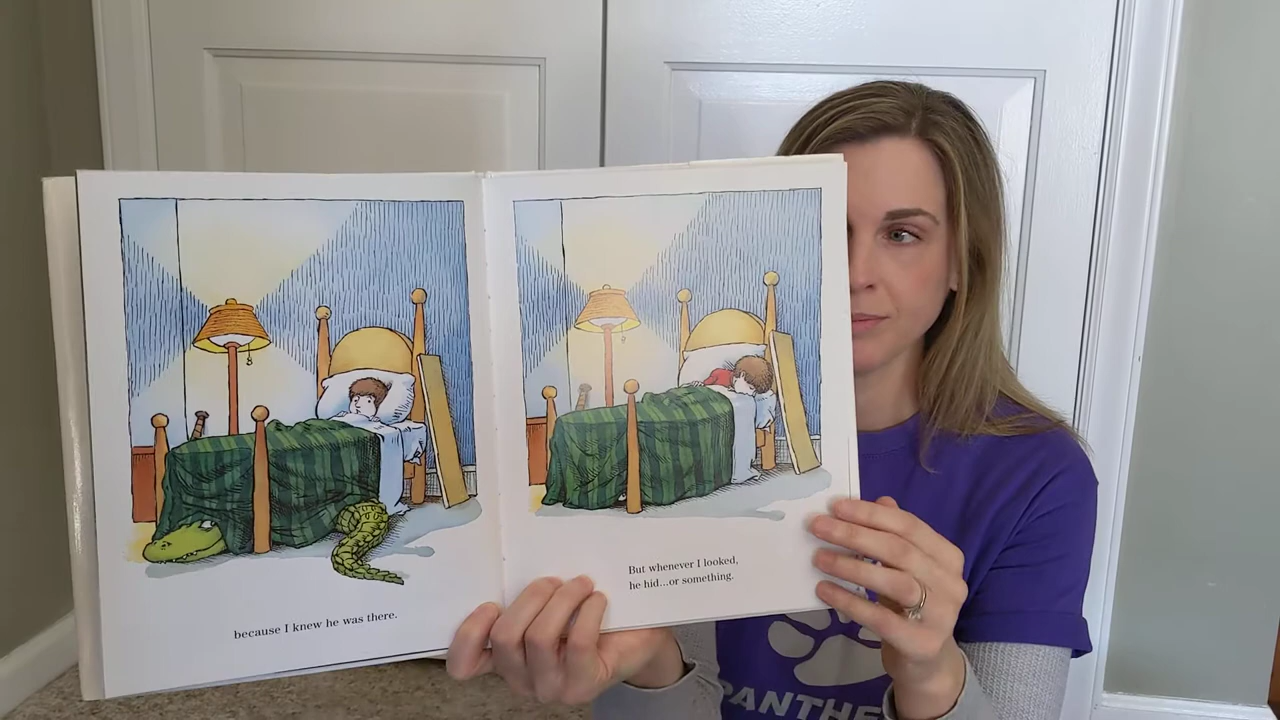 because I knew he was there.
But whenever I looked,
he hid...or something.
PANTHE